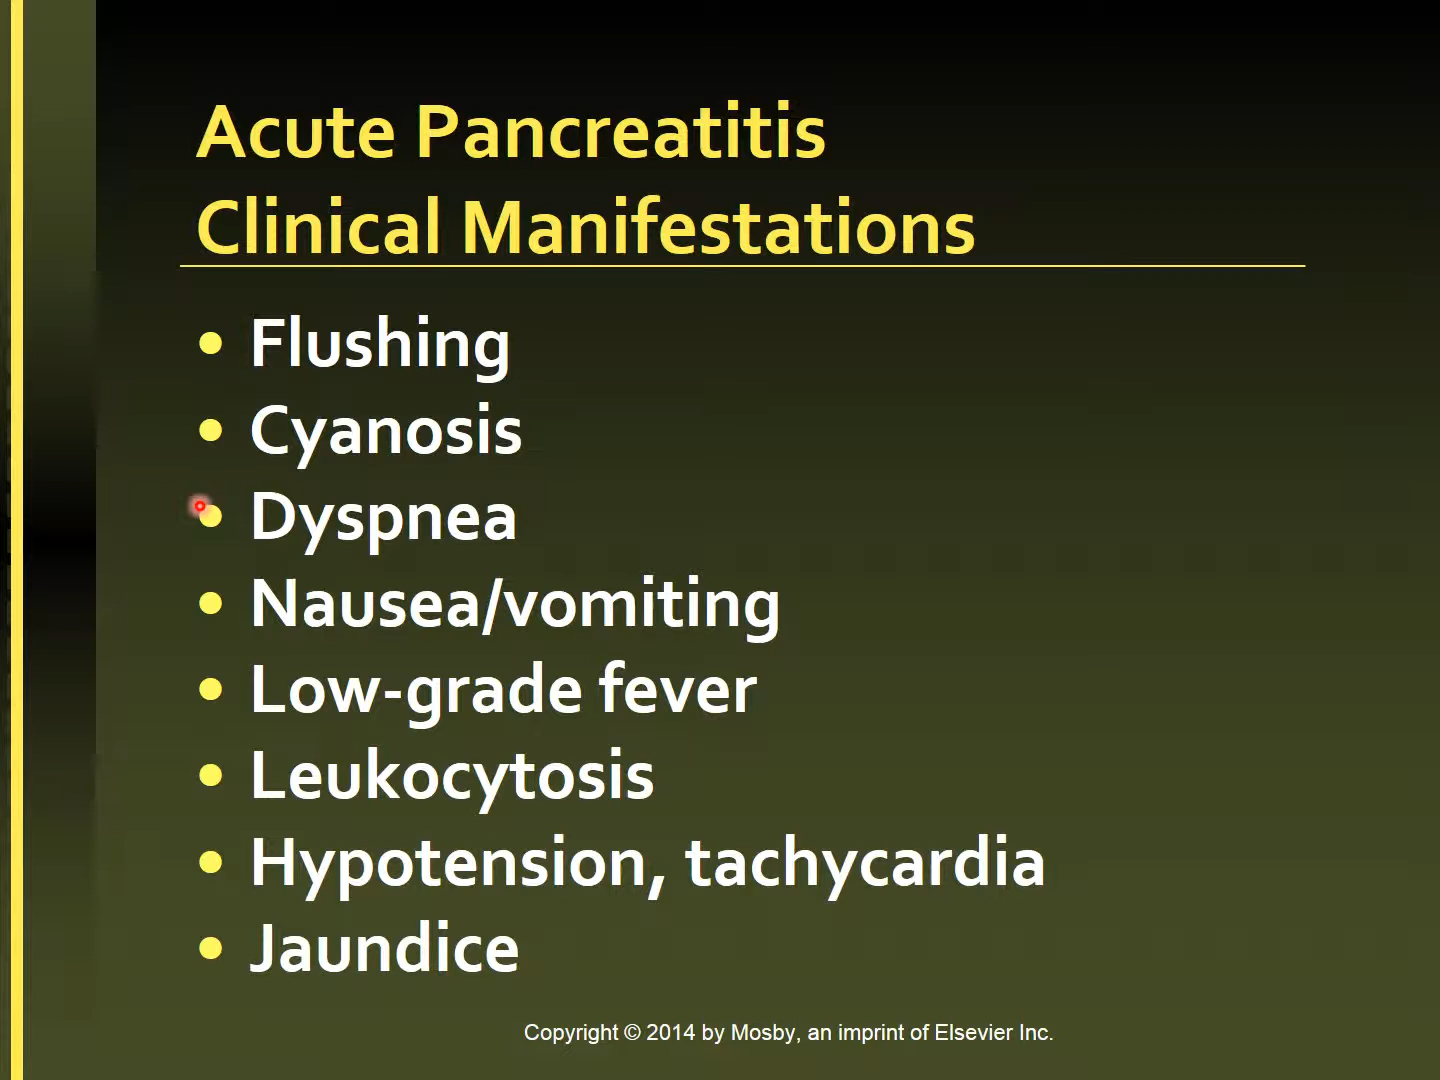 Acute Pancreatitis
Clinical Manifestations
• Flushing
• Cyanosis
• Dyspnea
• Nausea/vomiting
• Low-grade fever
• Leukocytosis
• Hypotension, tachycardia
• Jaundice
Copyright © 2014 by Mosby, an imprint of Elsevier Inc.